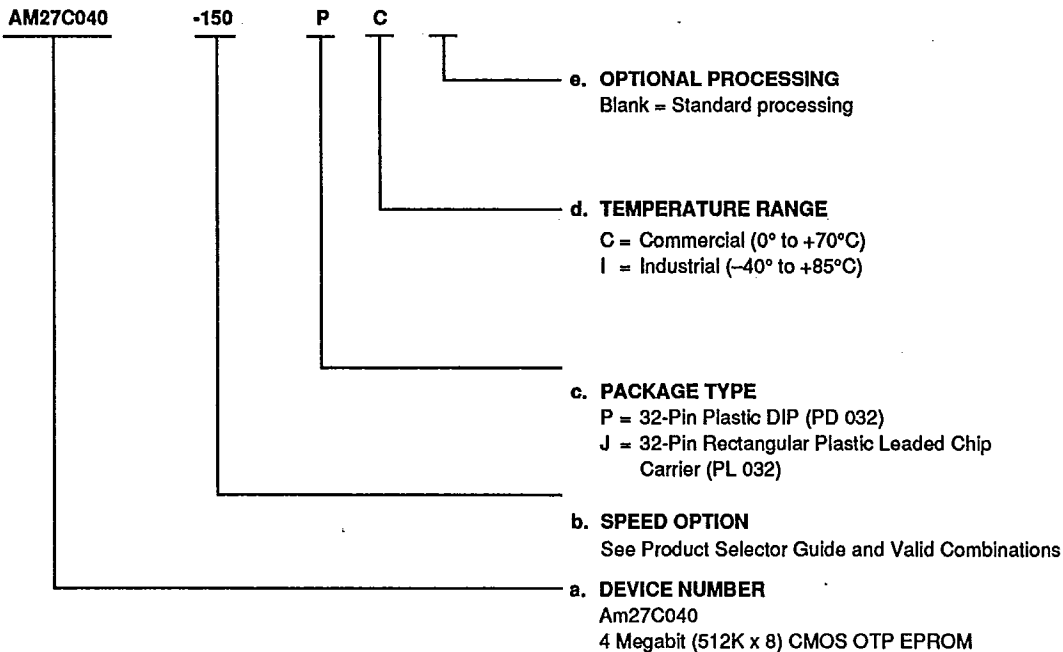 AM27C040 -150 P C
e. OPTIONAL PROCESSING
Blank = Standard processing
d. TEMPERATURE RANGE
C = Commercial (0° to +70°C)
I = Industrial (–40° to +85°C)
c. PACKAGE TYPE
P = 32-Pin Plastic DIP (PD 032)
J = 32-Pin Rectangular Plastic Leaded Chip
Carrier (PL 032)
b. SPEED OPTION
See Product Selector Guide and Valid Combinations
a. DEVICE NUMBER
Am27C040
4 Megabit (512K x 8) CMOS OTP EPROM